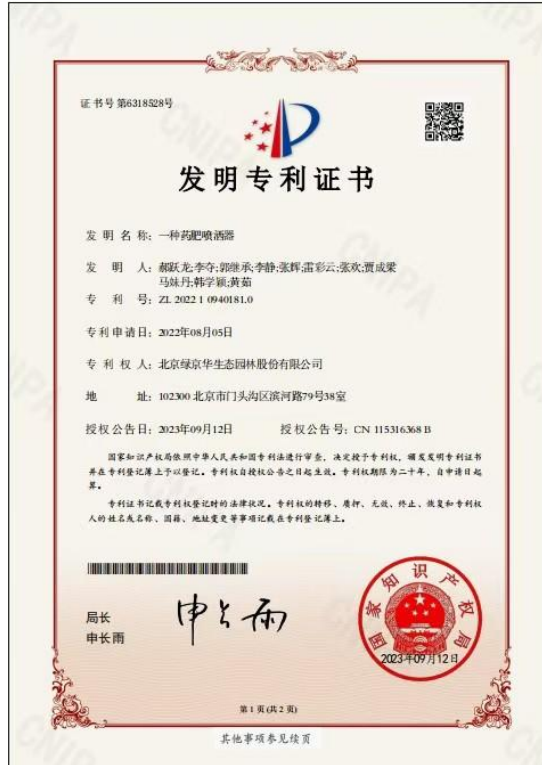 证书号第6318528号
发明专利证书
发 明 名 称：一种药肥喷洒器
发 明 人：郝跃龙;李夺;郭继承;李静;张辉;雷彩云;张欢;贾成梁
马妹丹;韩学颖;黄茹
专 利 号：ZL 2022 1 0940181.0
专利申请日：2022年08月05日
专 利 权 人：北京绿京华生态园林股份有限公司
地 址：102300 北京市门头沟区滨河路79号38室
授权公告日：2023年09月12日 授权公告号：CN 115316368 B
国家知识产权局依照中华人民共和国专利法进行审查，决定授予专利权，颁发发明专利证书
并在专利登记簿上予以登记。专利权自授权公告之日起生效。专利权期限为二十年，自申请日起
算。
专利证书记载专利权登记时的法律状况。专利权的转移、质押、无效、终止、恢复和专利权
人的姓名或名称、国籍、地址变更等事项记载在专利登记簿上。
局长
申长雨
申长雨
国家知识产权局
2023年09月12日
第 1 页 (共 2 页)
其他事项参见续页
CNIPA